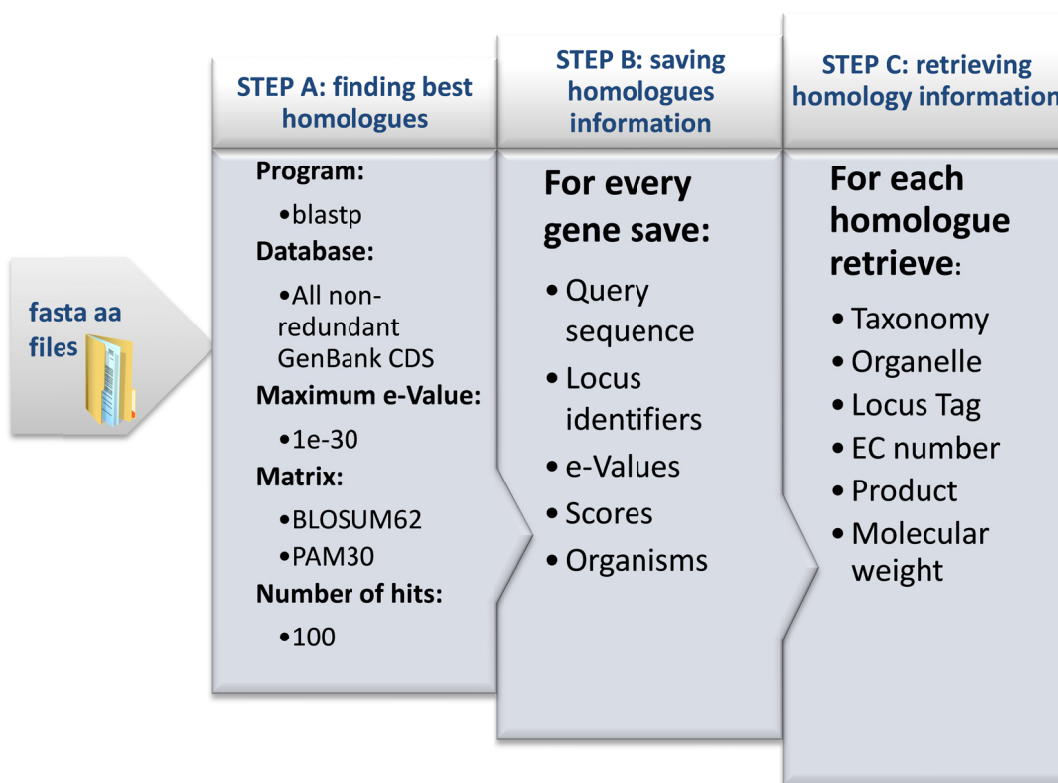 fasta aa
files
STEP A: finding best
homologues
Program:
•blastp
Database:
•All non-
redundant
GenBank CDS
Maximum e-Value:
•1e-30
Matrix:
•BLOSUM62
•PAM30
Number of hits:
•100
STEP B: saving
homologues
information
For every
gene save:
• Query
sequence
• Locus
identifiers
• e-Values
• Scores
• Organisms
STEP C: retrieving
homology information
For each
homologue
retrieve:
• Taxonomy
• Organelle
• Locus Tag
• EC number
• Product
• Molecular
weight